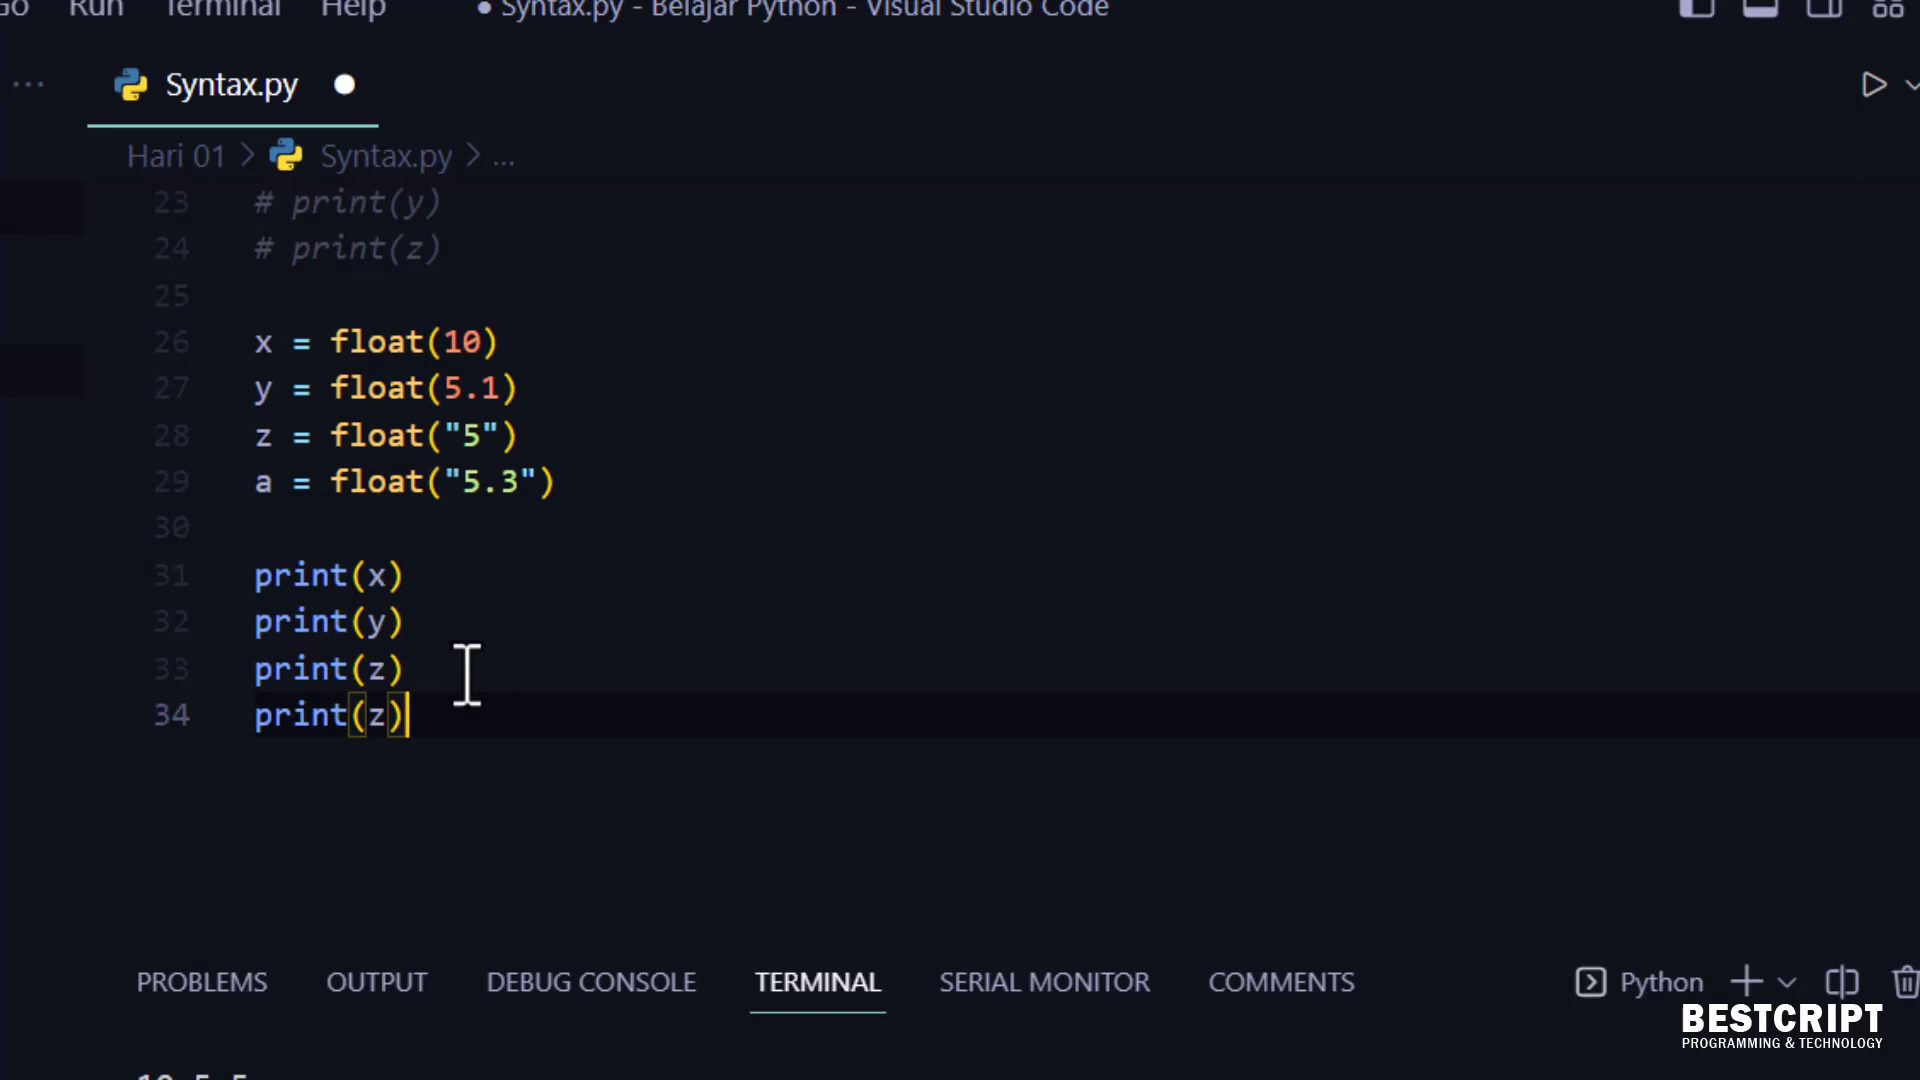 Go Run Terminal Help ● Syntax.py - Belajar Python - Visual Studio Code
... Syntax.py ●
Hari 01 > Syntax.py > ...
23 # print(y)
24 # print(z)
25
26 x = float(10)
27 y = float(5.1)
28 z = float("5")
29 a = float("5.3")
30
31 print(x)
32 print(y)
33 print(z)
34 print(z)
PROBLEMS OUTPUT DEBUG CONSOLE TERMINAL SERIAL MONITOR COMMENTS Python
BESTCRIPT
PROGRAMMING & TECHNOLOGY